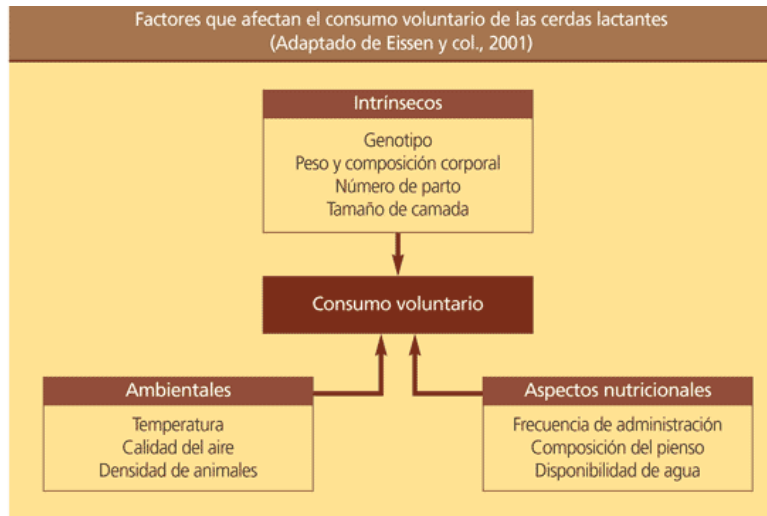 Factores que afectan el consumo voluntario de las cerdas lactantes
(Adaptado de Eissen y col., 2001)
Intrínsecos
Genotipo
Peso y composición corporal
Número de parto
Tamaño de camada
Consumo voluntario
Ambientales
Temperatura
Calidad del aire
Densidad de animales
Aspectos nutricionales
Frecuencia de administración
Composición del pienso
Disponibilidad de agua